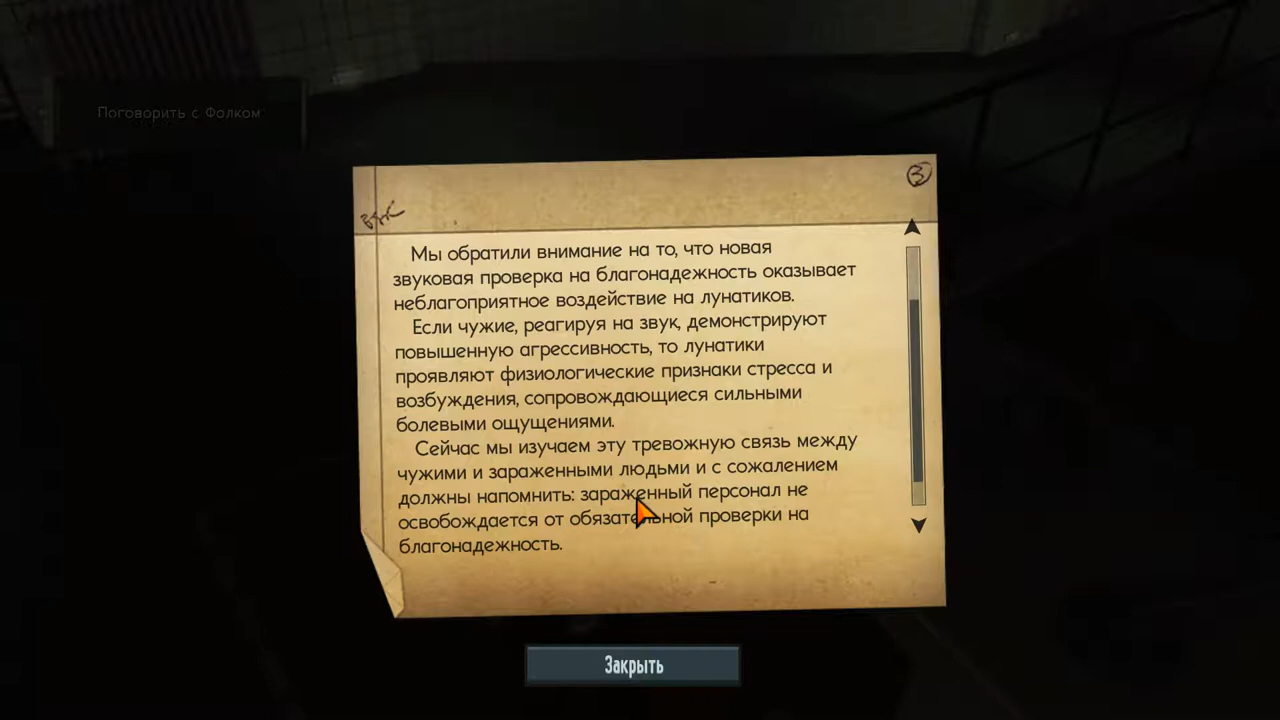 Поговорить с Фолком
3
Мы обратили внимание на то, что новая
звуковая проверка на благонадежность оказывает
неблагоприятное воздействие на лунатиков.
Если чужие, реагируя на звук, демонстрируют
повышенную агрессивность, то лунатики
проявляют физиологические признаки стресса и
возбуждения, сопровождающиеся сильными
болевыми ощущениями.
Сейчас мы изучаем эту тревожную связь между
чужими и зараженными людьми и с сожалением
должны напомнить: зараженный персонал не
освобождается от обязательной проверки на
благонадежность.
Закрыть